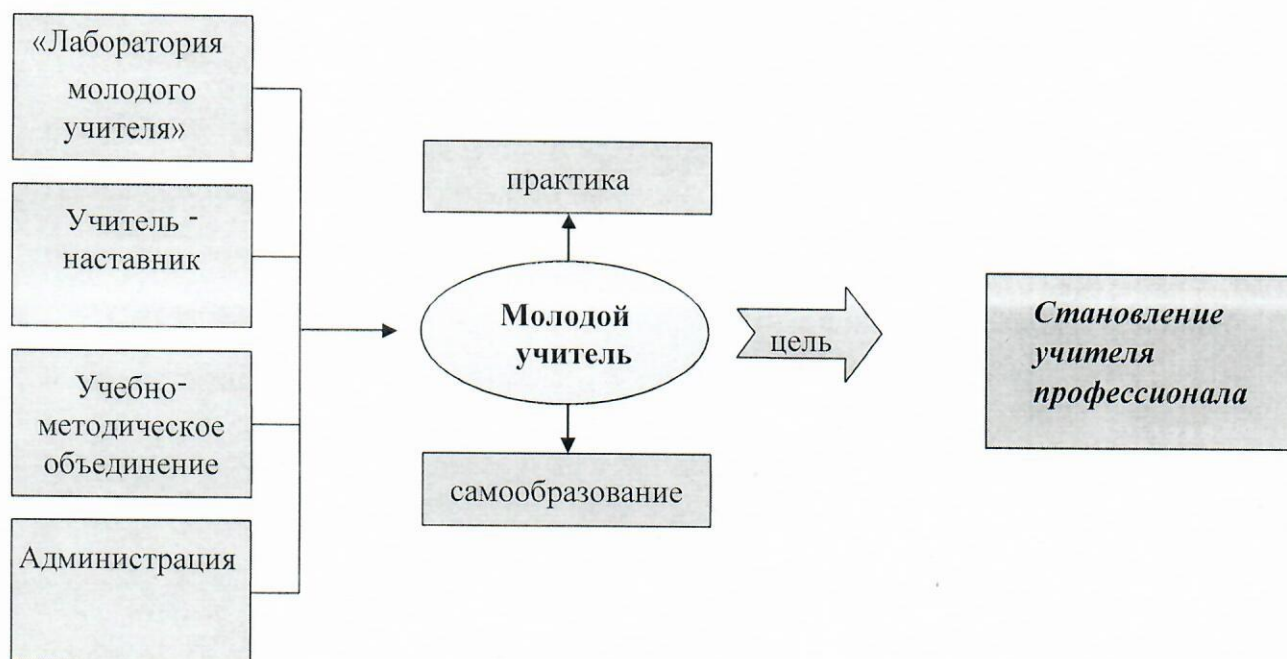 «Лаборатория
молодого
учителя»
Учитель -
наставник
Учебно-
методическое
объединение
Администрация
практика
Молодой
учитель
самообразование
цель
Становление
учителя
профессионала